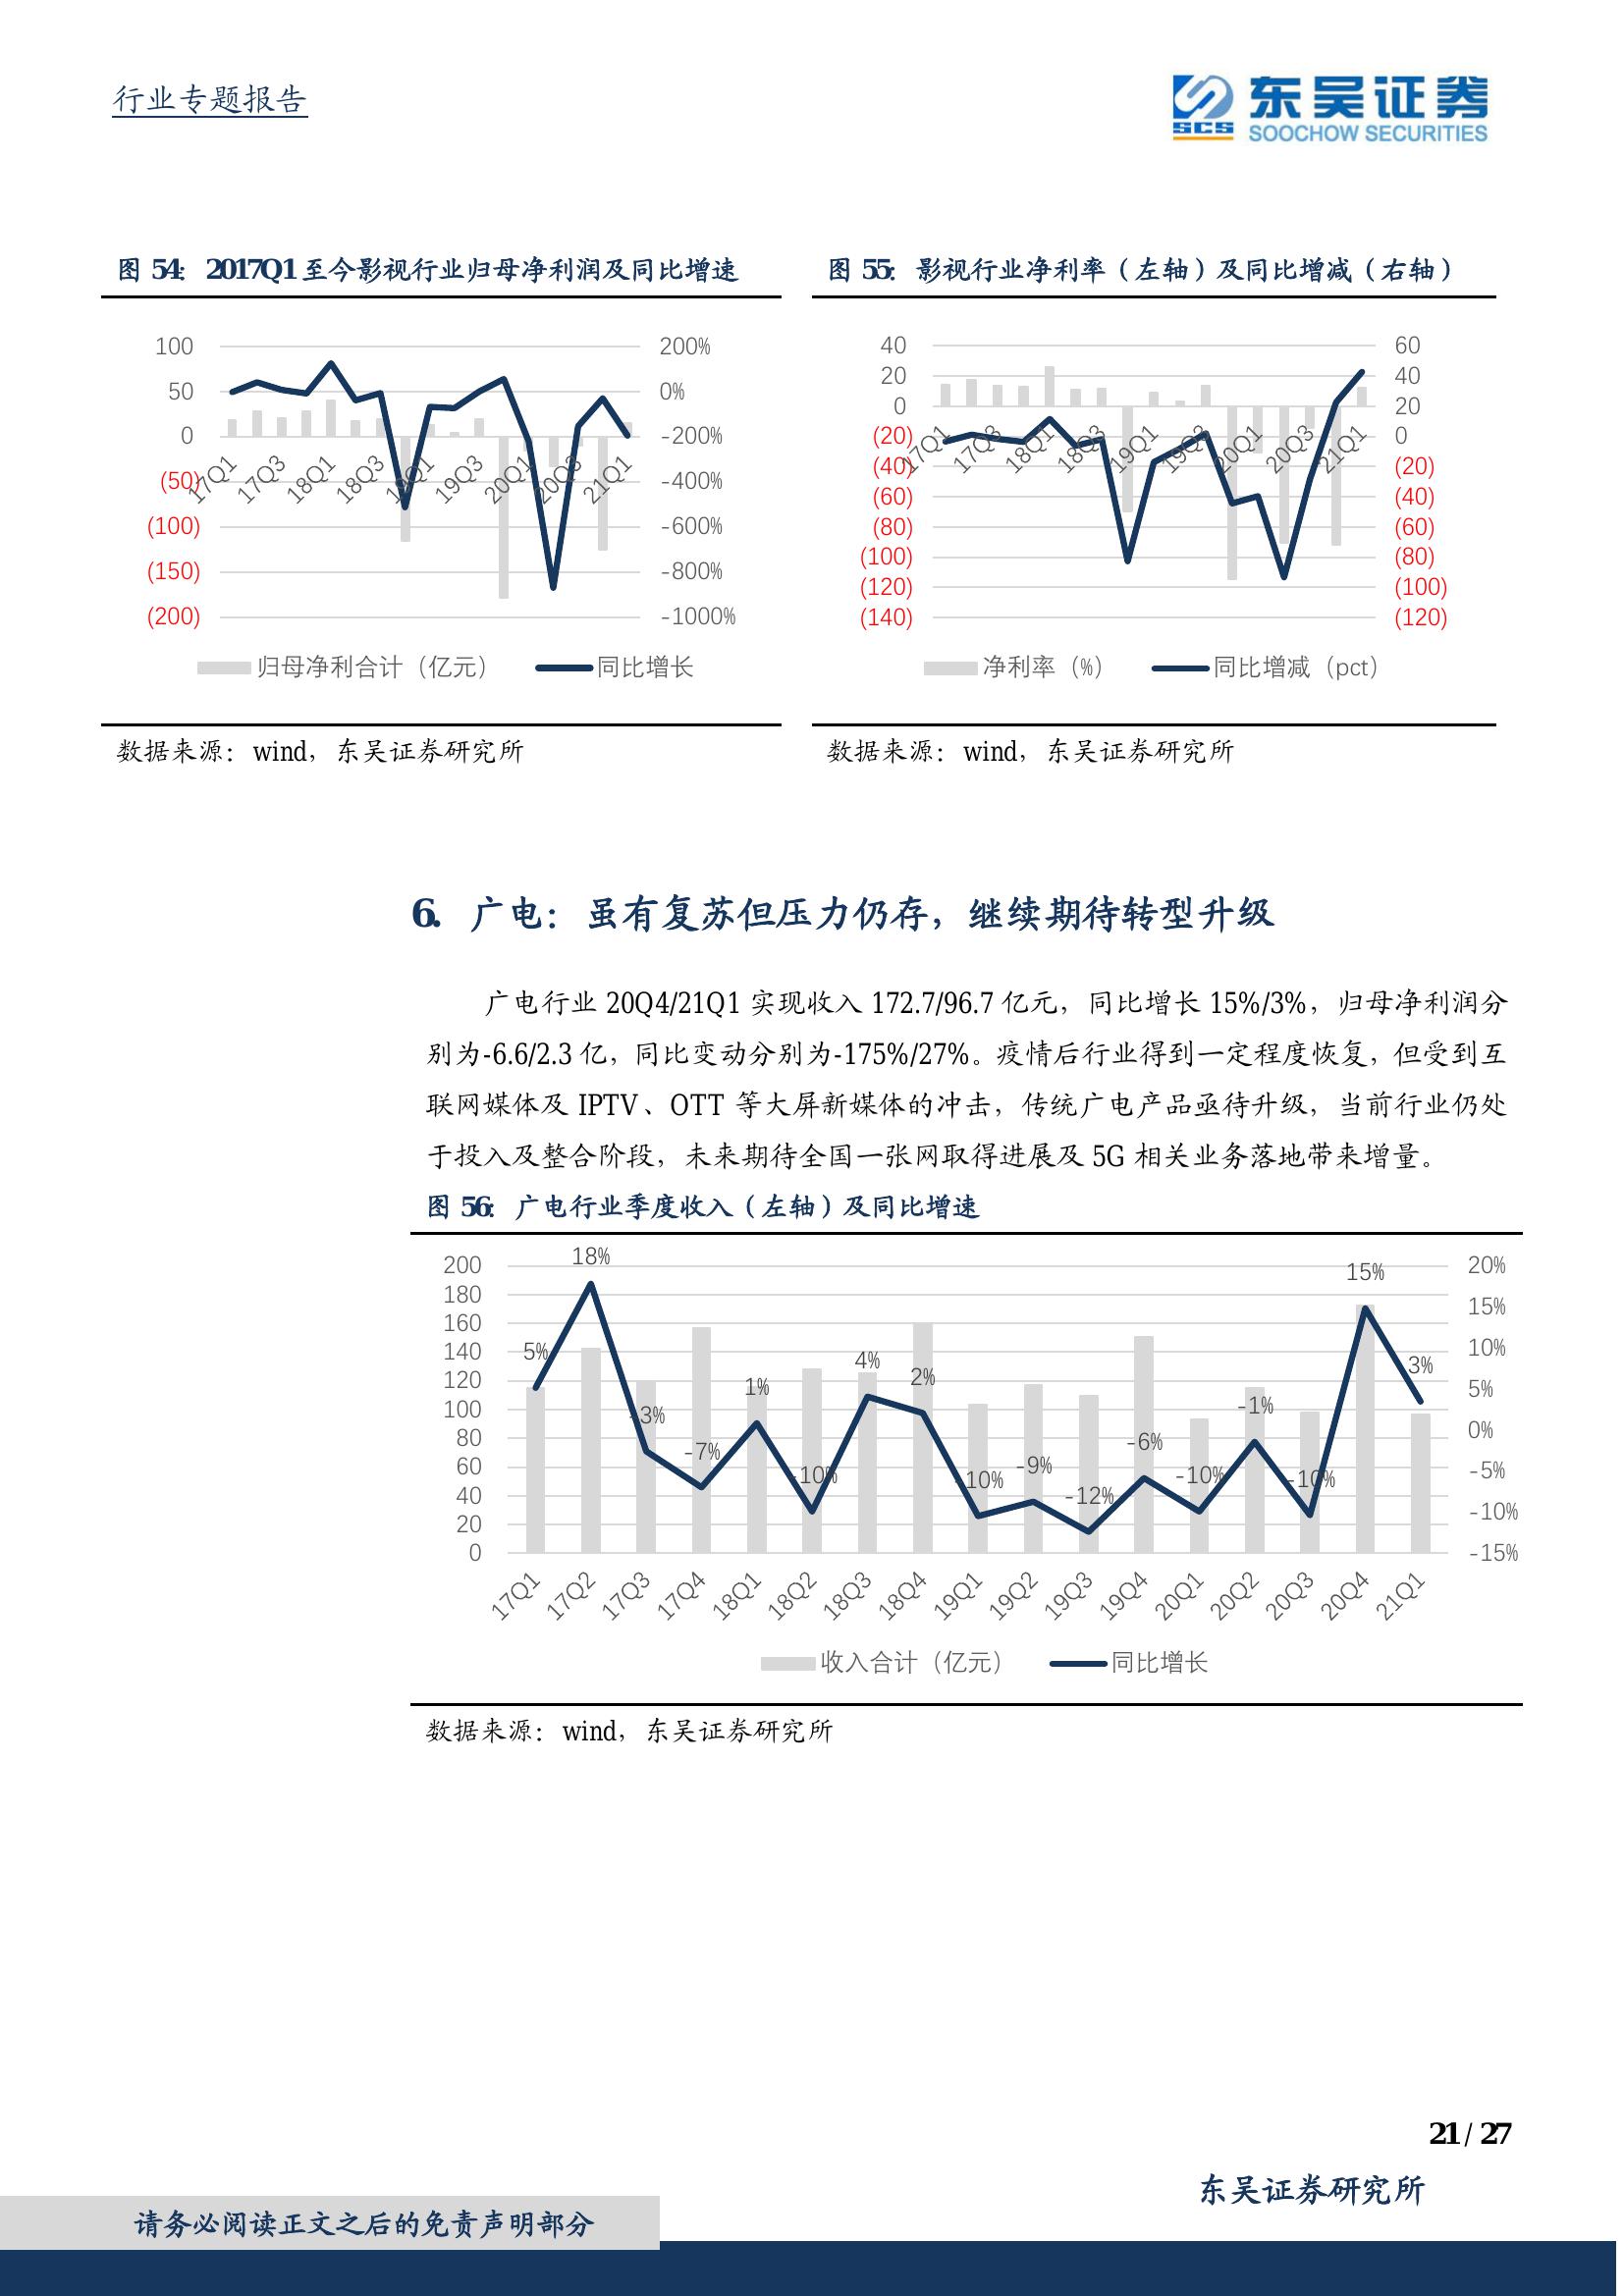 行业专题报告
东吴证券
SCS SOOCHOW SECURITIES
图 54： 2017Q1 至今影视行业归母净利润及同比增速
100
50
0
(50)
(100)
(150)
(200)
200%
0%
-200%
-400%
-600%
-800%
-1000%
17Q1 17Q3 18Q1 18Q3 19Q1 19Q3 20Q1 20Q3 21Q1
归母净利合计（亿元） 同比增长
数据来源：wind，东吴证券研究所
图 55： 影视行业净利率（左轴）及同比增减（右轴）
40
20
0
(20)
(40)
(60)
(80)
(100)
(120)
(140)
60
40
20
0
(20)
(40)
(60)
(80)
(100)
(120)
17Q1 17Q3 18Q1 18Q3 19Q1 19Q3 20Q1 20Q3 21Q1
净利率（%） 同比增减（pct）
数据来源：wind，东吴证券研究所
6. 广电：虽有复苏但压力仍存，继续期待转型升级
广电行业 20Q4/21Q1 实现收入 172.7/96.7 亿元，同比增长 15%/3%，归母净利润分
别为-6.6/2.3 亿，同比变动分别为-175%/27%。疫情后行业得到一定程度恢复，但受到互
联网媒体及 IPTV、OTT 等大屏新媒体的冲击，传统广电产品亟待升级，当前行业仍处
于投入及整合阶段，未来期待全国一张网取得进展及 5G 相关业务落地带来增量。
图 56： 广电行业季度收入（左轴）及同比增速
200
180
160
140
120
100
80
60
40
20
0
5% 18% -3% -7% 1% -10% 4% 2% -10% -9% -12% -6% -10% -1% -10% 15% 3%
20%
15%
10%
5%
0%
-5%
-10%
-15%
17Q1 17Q2 17Q3 17Q4 18Q1 18Q2 18Q3 18Q4 19Q1 19Q2 19Q3 19Q4 20Q1 20Q2 20Q3 20Q4 21Q1
收入合计（亿元） 同比增长
数据来源：wind，东吴证券研究所
21 / 27
东吴证券研究所
请务必阅读正文之后的免责声明部分